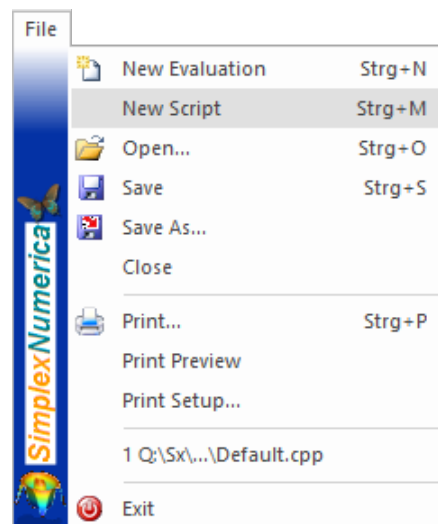 File
New Evaluation Strg+N
New Script Strg+M
Open... Strg+O
Save Strg+S
Save As...
Close
Print... Strg+P
Print Preview
Print Setup...
1 Q:\Sx\...\Default.cpp
Exit
SimplexNumerica